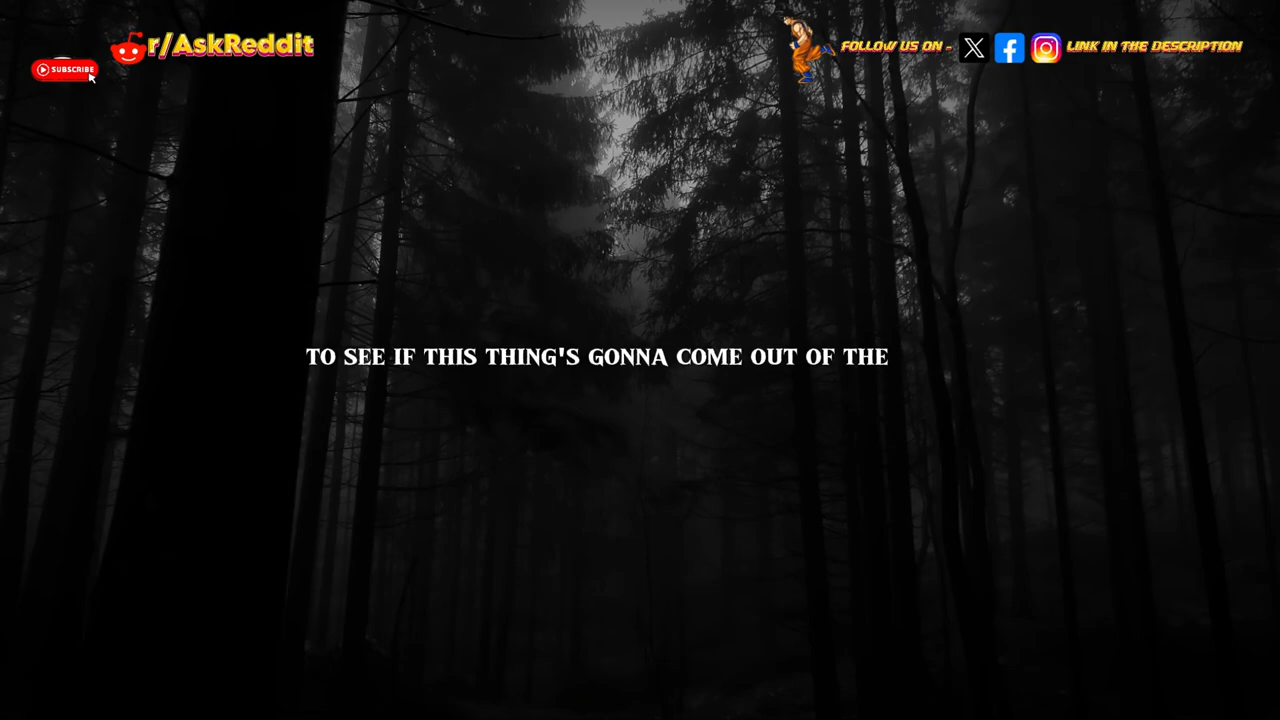 r/AskReddit
SUBSCRIBE
FOLLOW US ON -
LINK IN THE DESCRIPTION
TO SEE IF THIS THING'S GONNA COME OUT OF THE